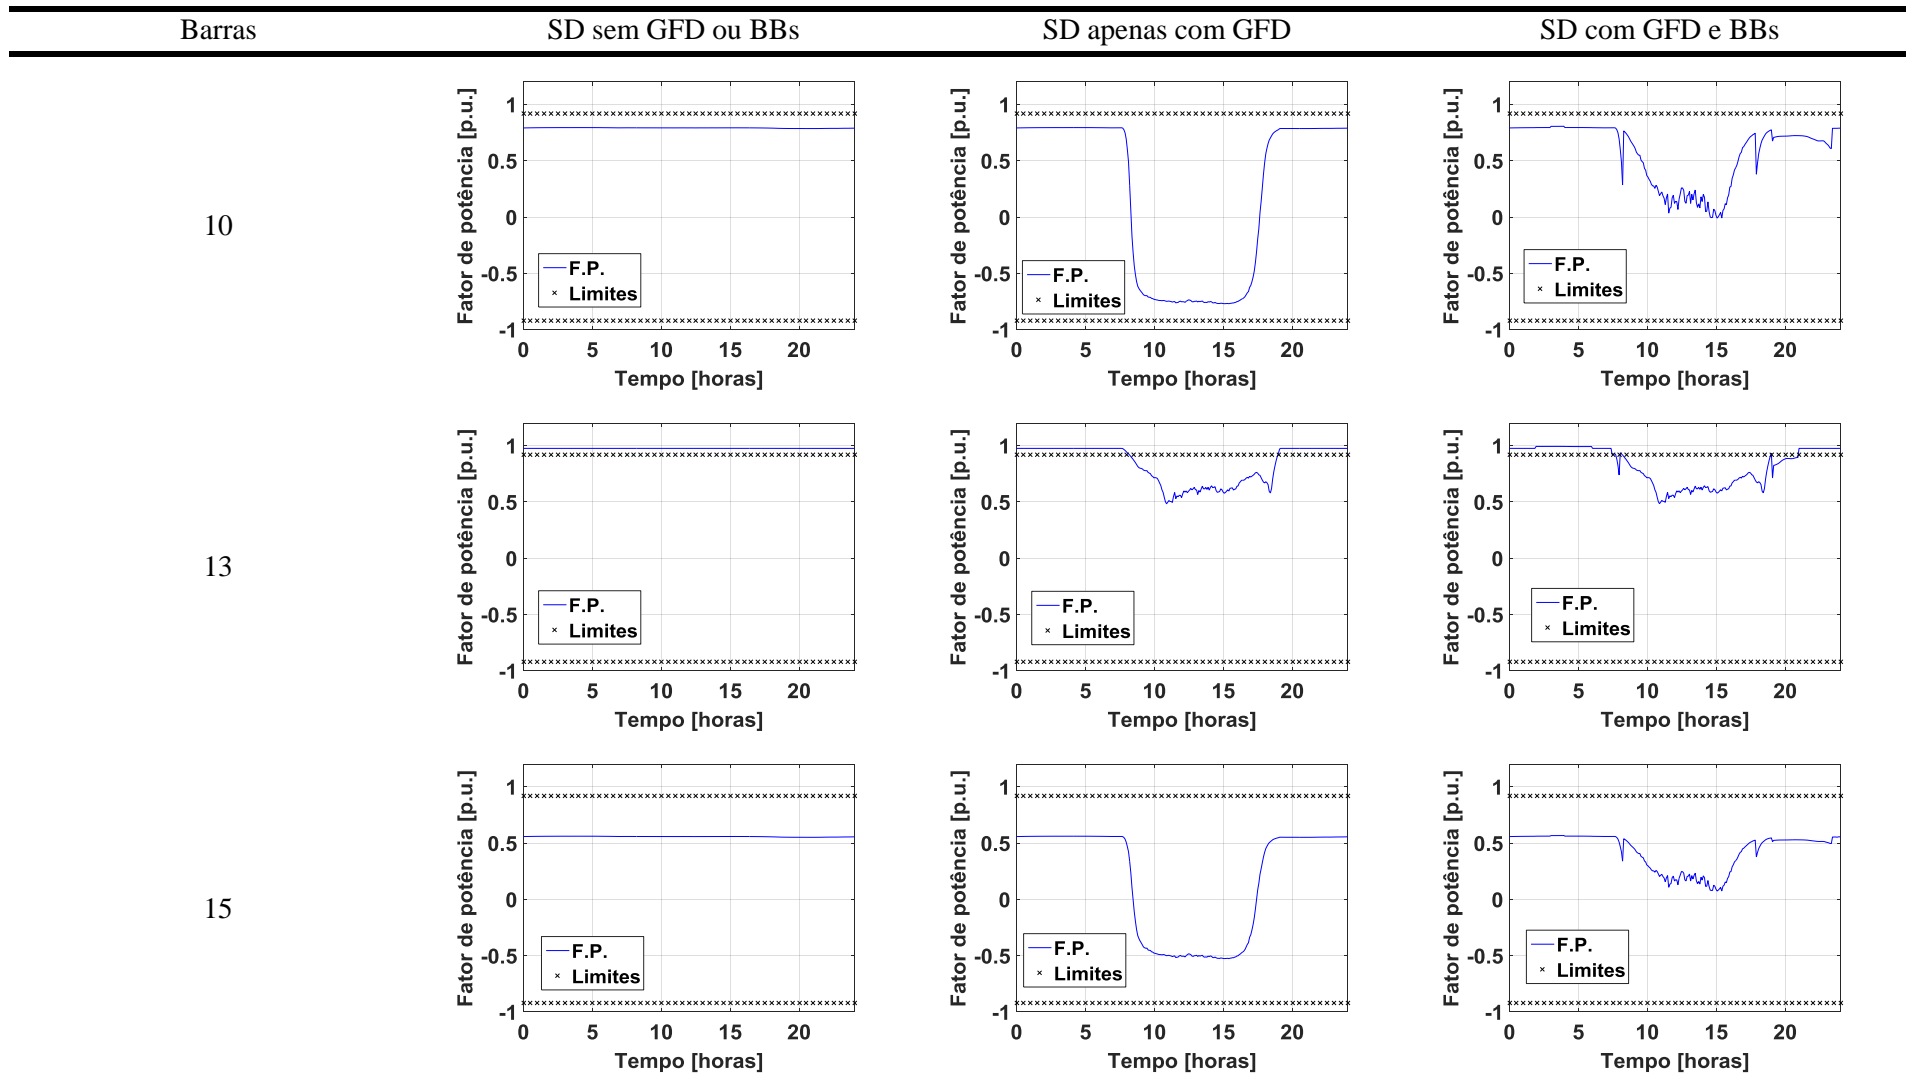 Barras SD sem GFD ou BBs SD apenas com GFD SD com GFD e BBs
10
Fator de potência [p.u.]
1
0.5
0
-0.5
-1
F.P.
Limites
0 5 10 15 20
Tempo [horas]
Fator de potência [p.u.]
1
0.5
0
-0.5
-1
F.P.
Limites
0 5 10 15 20
Tempo [horas]
Fator de potência [p.u.]
1
0.5
0
-0.5
-1
F.P.
Limites
0 5 10 15 20
Tempo [horas]
13
Fator de potência [p.u.]
1
0.5
0
-0.5
-1
F.P.
Limites
0 5 10 15 20
Tempo [horas]
Fator de potência [p.u.]
1
0.5
0
-0.5
-1
F.P.
Limites
0 5 10 15 20
Tempo [horas]
Fator de potência [p.u.]
1
0.5
0
-0.5
-1
F.P.
Limites
0 5 10 15 20
Tempo [horas]
15
Fator de potência [p.u.]
1
0.5
0
-0.5
-1
F.P.
Limites
0 5 10 15 20
Tempo [horas]
Fator de potência [p.u.]
1
0.5
0
-0.5
-1
F.P.
Limites
0 5 10 15 20
Tempo [horas]
Fator de potência [p.u.]
1
0.5
0
-0.5
-1
F.P.
Limites
0 5 10 15 20
Tempo [horas]